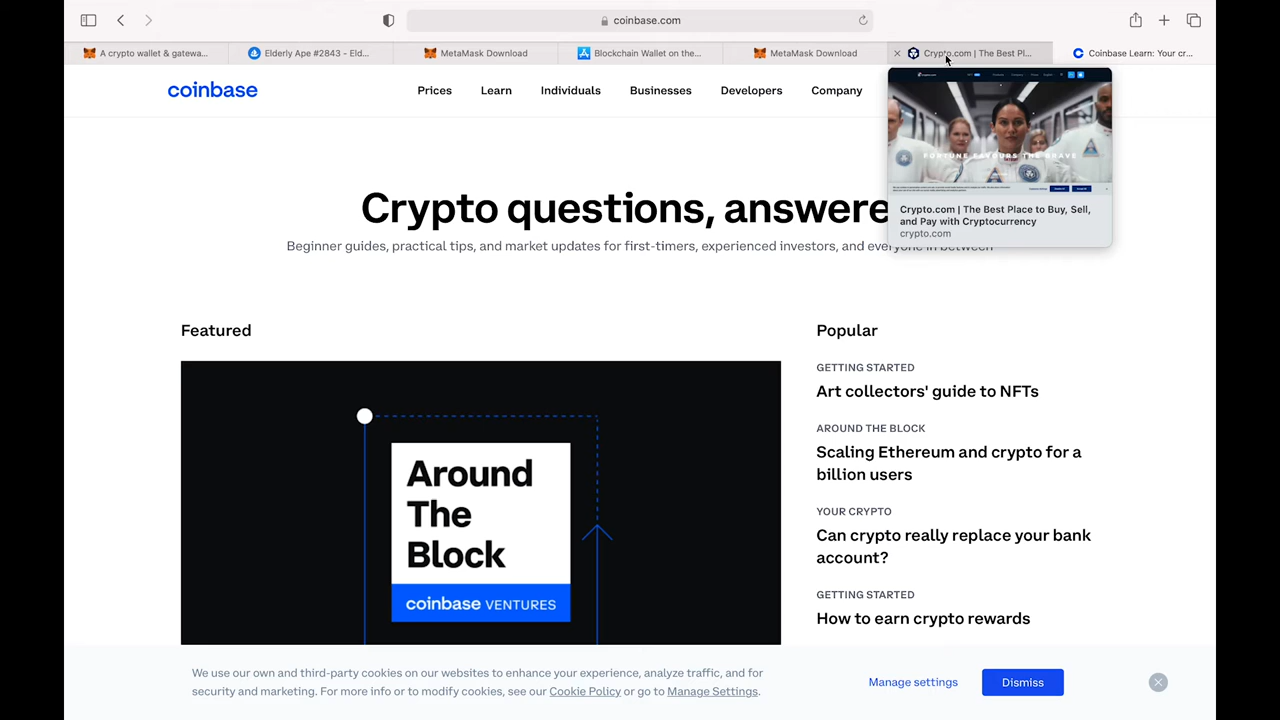 coinbase.com
A crypto wallet & gatewa...
Elderly Ape #2843 - Eld...
MetaMask Download
Blockchain Wallet on the...
MetaMask Download
Crypto.com | The Best Pl...
Coinbase Learn: Your cr...
coinbase
Prices
Learn
Individuals
Businesses
Developers
Company
FORTUNE FAVOURS THE BRAVE
Crypto.com | The Best Place to Buy, Sell,
and Pay with Cryptocurrency
crypto.com
Crypto questions, answere
Beginner guides, practical tips, and market updates for first-timers, experienced investors, and everyone in between
Featured
Around
The
Block
coinbase VENTURES
Popular
GETTING STARTED
Art collectors' guide to NFTs
AROUND THE BLOCK
Scaling Ethereum and crypto for a
billion users
YOUR CRYPTO
Can crypto really replace your bank
account?
GETTING STARTED
How to earn crypto rewards
We use our own and third-party cookies on our websites to enhance your experience, analyze traffic, and for
security and marketing. For more info or to modify cookies, see our Cookie Policy or go to Manage Settings.
Manage settings
Dismiss